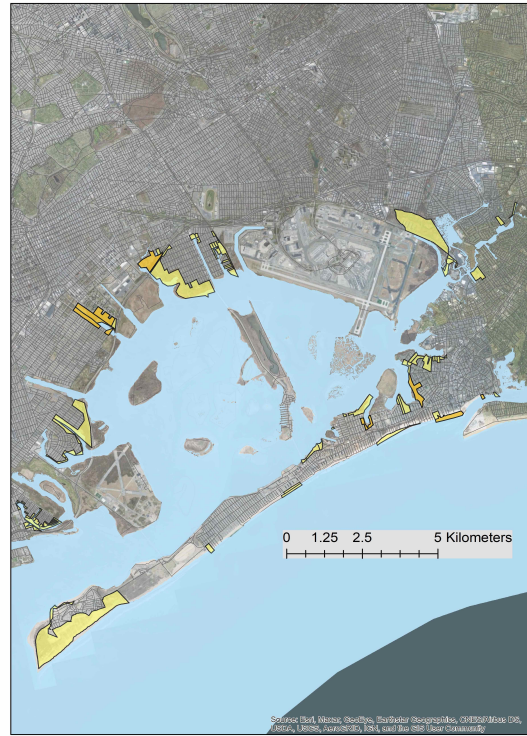 0 1.25 2.5 5 Kilometers
Source: Esri, Maxar, GeoEye, Earthstar Geographics, CNES/Airbus DS,
USDA, USGS, AeroGRID, IGN, and the GIS User Community